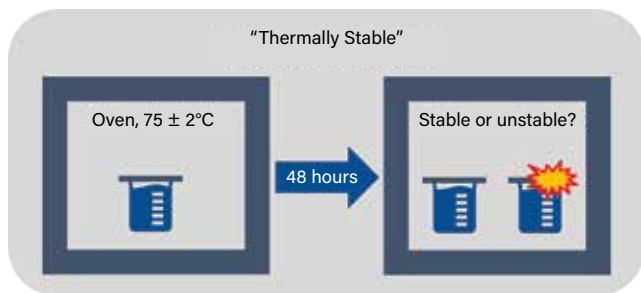 "Thermally Stable"
Oven, 75 ± 2°C
48 hours
Stable or unstable?